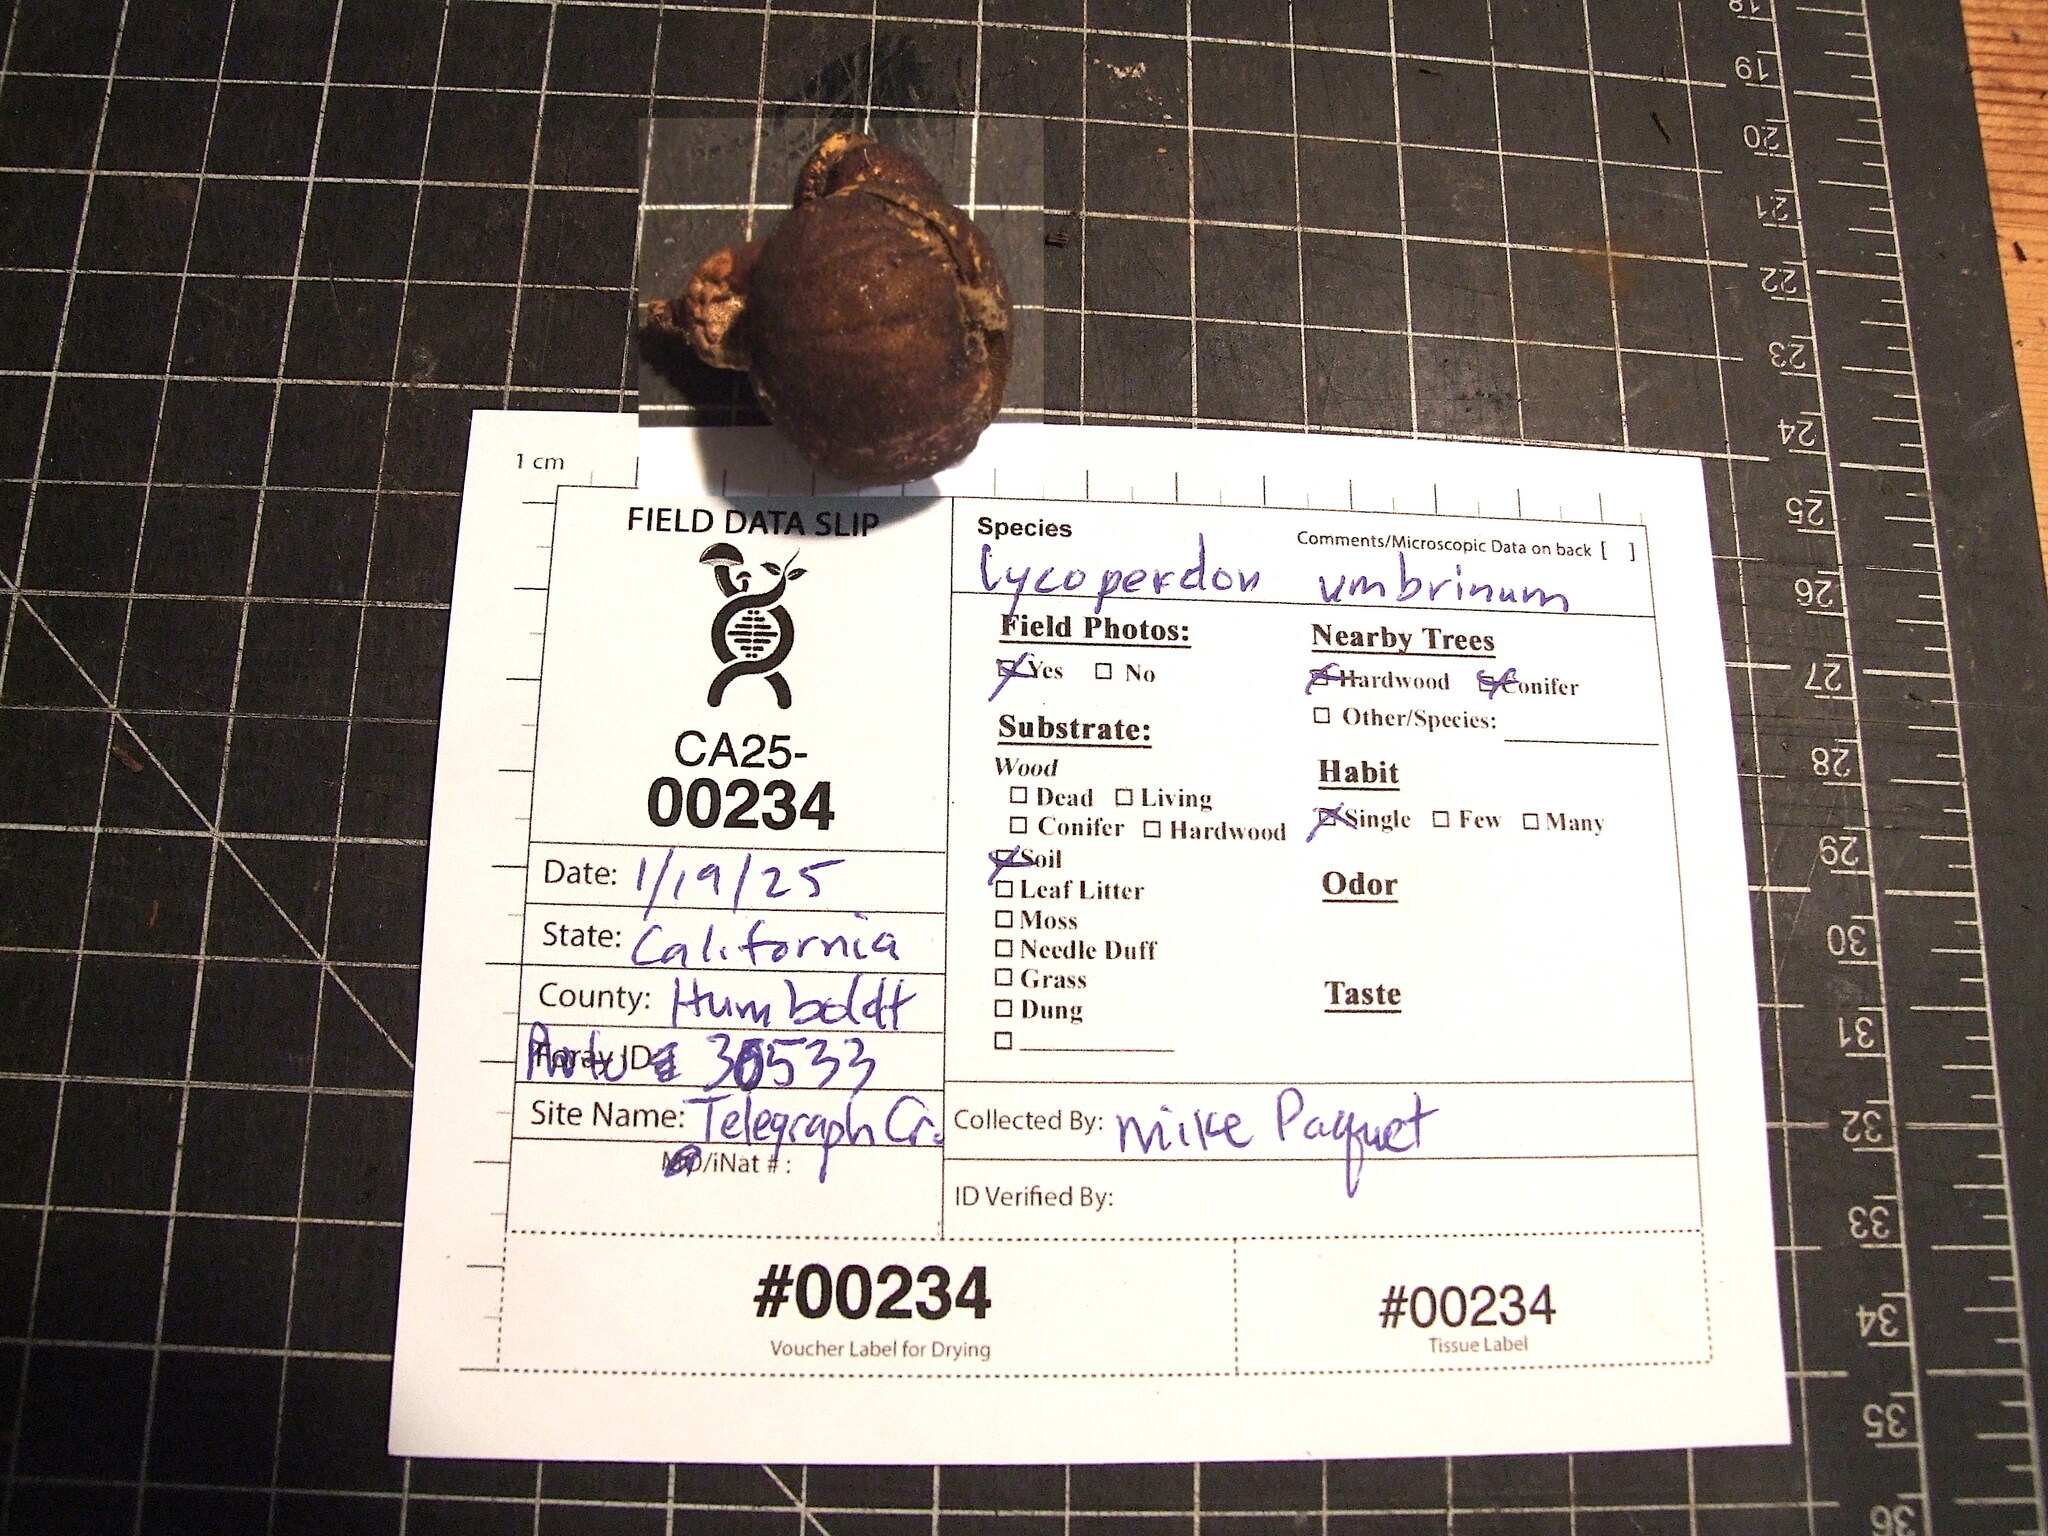 1 cm
FIELD DATA SLIP
CA25-
00234
Date: 1/19/25
State: California
County: Humboldt
Foray ID: 30533
Site Name: Telegraph Cr.
/iNat # :
Species
Comments/Microscopic Data on back [ ]
Lycoperdon umbrinum
Field Photos:
Yes No
Substrate:
Wood
Dead Living
Conifer Hardwood
Soil
Leaf Litter
Moss
Needle Duff
Grass
Dung
Nearby Trees
Hardwood Conifer
Other/Species:
Habit
Single Few Many
Odor
Taste
Collected By: Mike Paquet
ID Verified By:
#00234
Voucher Label for Drying
#00234
Tissue Label
18
19
20
21
22
23
24
25
26
27
28
29
30
31
32
33
34
35
36